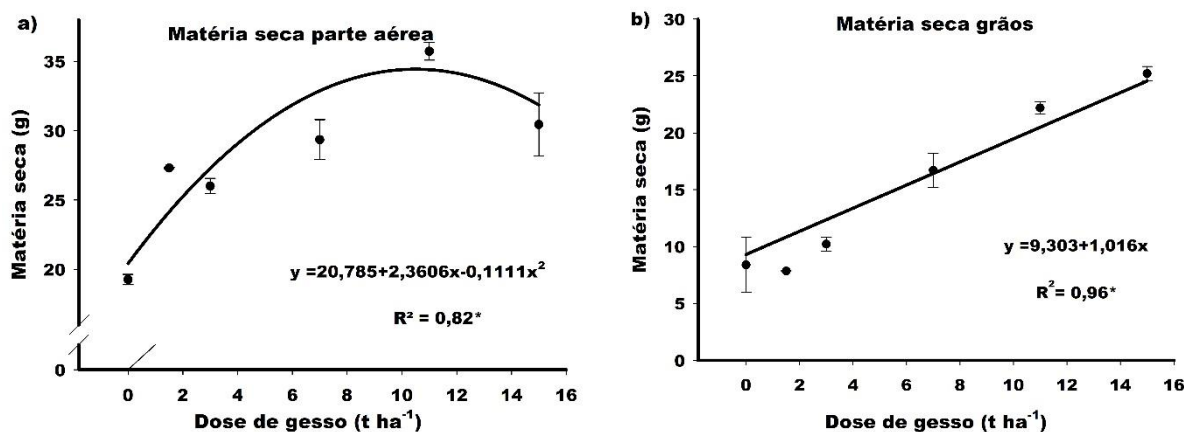 a)
Matéria seca parte aérea
Matéria seca (g)
35
30
25
20
0
y =20,785+2,3606x-0,1111x²
R² = 0,82*
0 2 4 6 8 10 12 14 16
Dose de gesso (t ha⁻¹)
b)
Matéria seca grãos
Matéria seca (g)
30
25
20
15
10
5
0
y =9,303+1,016x
R²= 0,96*
0 2 4 6 8 10 12 14 16
Dose de gesso (t ha⁻¹)